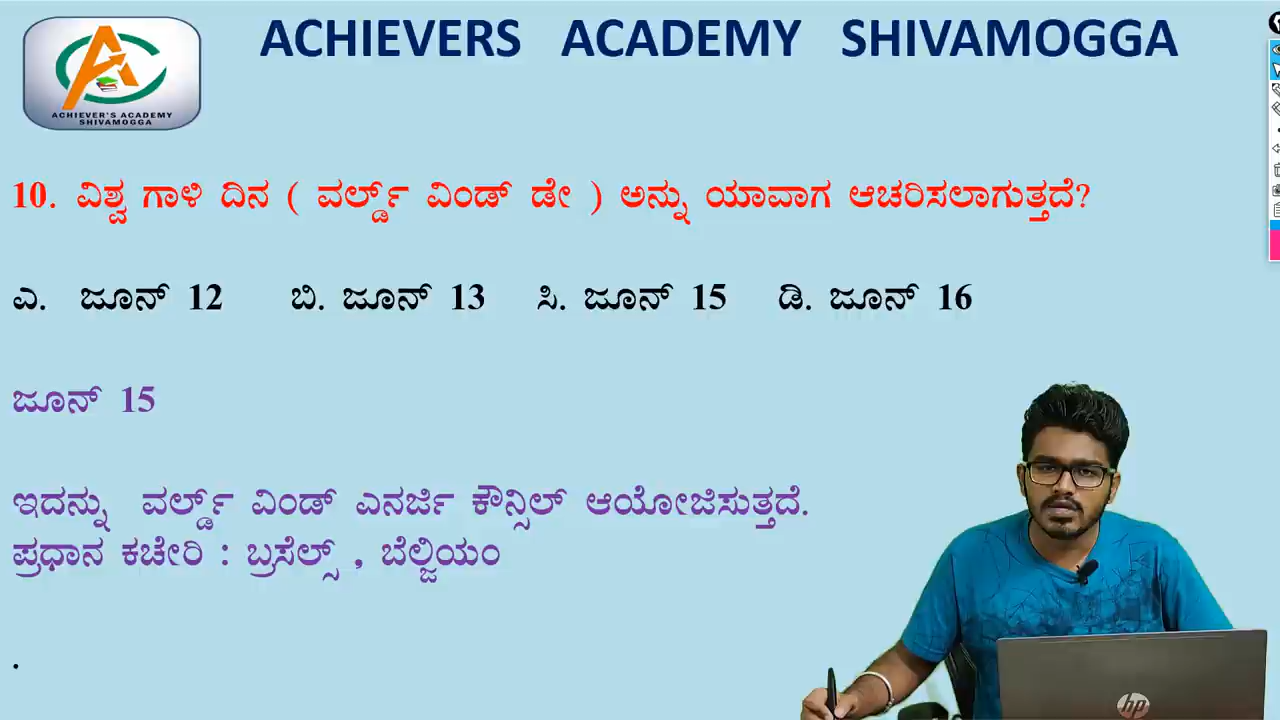 ACHIEVERS ACADEMY SHIVAMOGGA
ACHIEVER'S ACADEMY
SHIVAMOGGA
10. ವಿಶ್ವ ಗಾಳಿ ದಿನ ( ವರ್ಲ್ಡ್ ವಿಂಡ್ ಡೇ ) ಅನ್ನು ಯಾವಾಗ ಆಚರಿಸಲಾಗುತ್ತದೆ?
ಎ. ಜೂನ್ 12 ಬಿ. ಜೂನ್ 13 ಸಿ. ಜೂನ್ 15 ಡಿ. ಜೂನ್ 16
ಜೂನ್ 15
ಇದನ್ನು ವರ್ಲ್ಡ್ ವಿಂಡ್ ಎನರ್ಜಿ ಕೌನ್ಸಿಲ್ ಆಯೋಜಿಸುತ್ತದೆ.
ಪ್ರಧಾನ ಕಚೇರಿ : ಬ್ರಸೆಲ್ಸ್ , ಬೆಲ್ಜಿಯಂ
.
hp